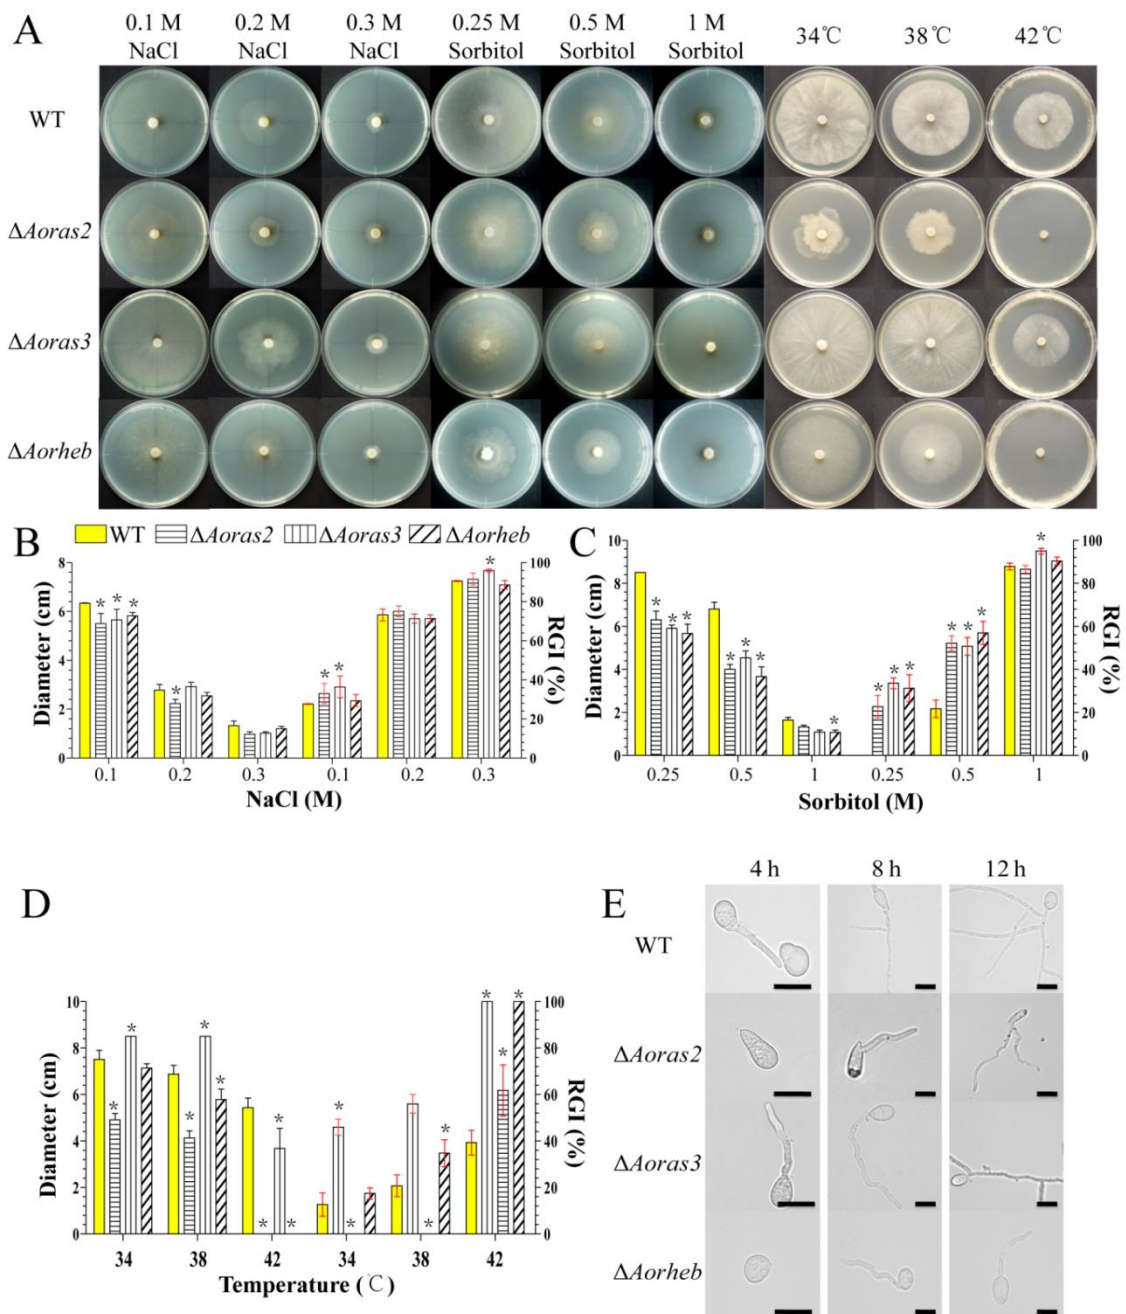 A
0.1 M NaCl
0.2 M NaCl
0.3 M NaCl
0.25 M Sorbitol
0.5 M Sorbitol
1 M Sorbitol
34℃
38℃
42℃
WT
ΔAoras2
ΔAoras3
ΔAorheb
B
WT
ΔAoras2
ΔAoras3
ΔAorheb
Diameter (cm)
8
6
4
2
0
* * *
*
* *
*
100
80
60
40
20
0
RGI (%)
0.1 0.2 0.3 0.1 0.2 0.3
NaCl (M)
C
Diameter (cm)
10
8
6
4
2
0
* * *
* * *
*
* * *
* * *
*
100
80
60
40
20
0
RGI (%)
0.25 0.5 1 0.25 0.5 1
Sorbitol (M)
D
Diameter (cm)
10
8
6
4
2
0
* *
* * *
* *
* *
* *
* * *
100
80
60
40
20
0
RGI (%)
34 38 42 34 38 42
Temperature (℃)
E
4 h 8 h 12 h
WT
ΔAoras2
ΔAoras3
ΔAorheb